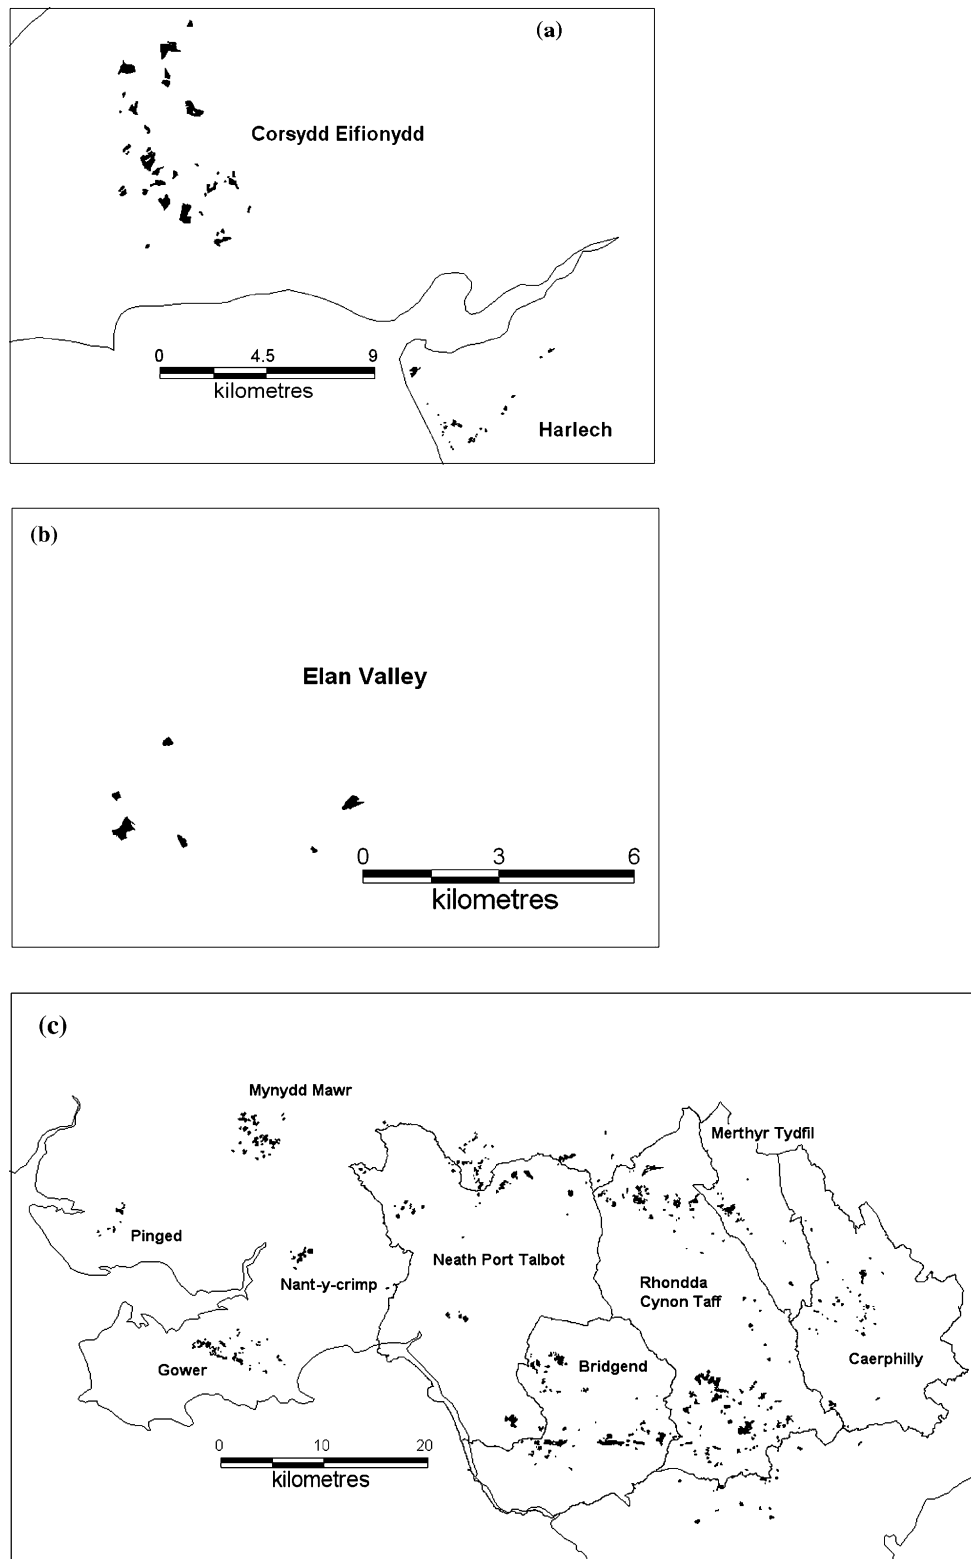 (a)
Corsydd Eifionydd
0 4.5 9
kilometres
Harlech
(b)
Elan Valley
0 3 6
kilometres
(c)
Mynydd Mawr
Merthyr Tydfil
Pinged
Neath Port Talbot
Nant-y-crimp
Rhondda
Cynon Taff
Gower
Bridgend
Caerphilly
0 10 20
kilometres